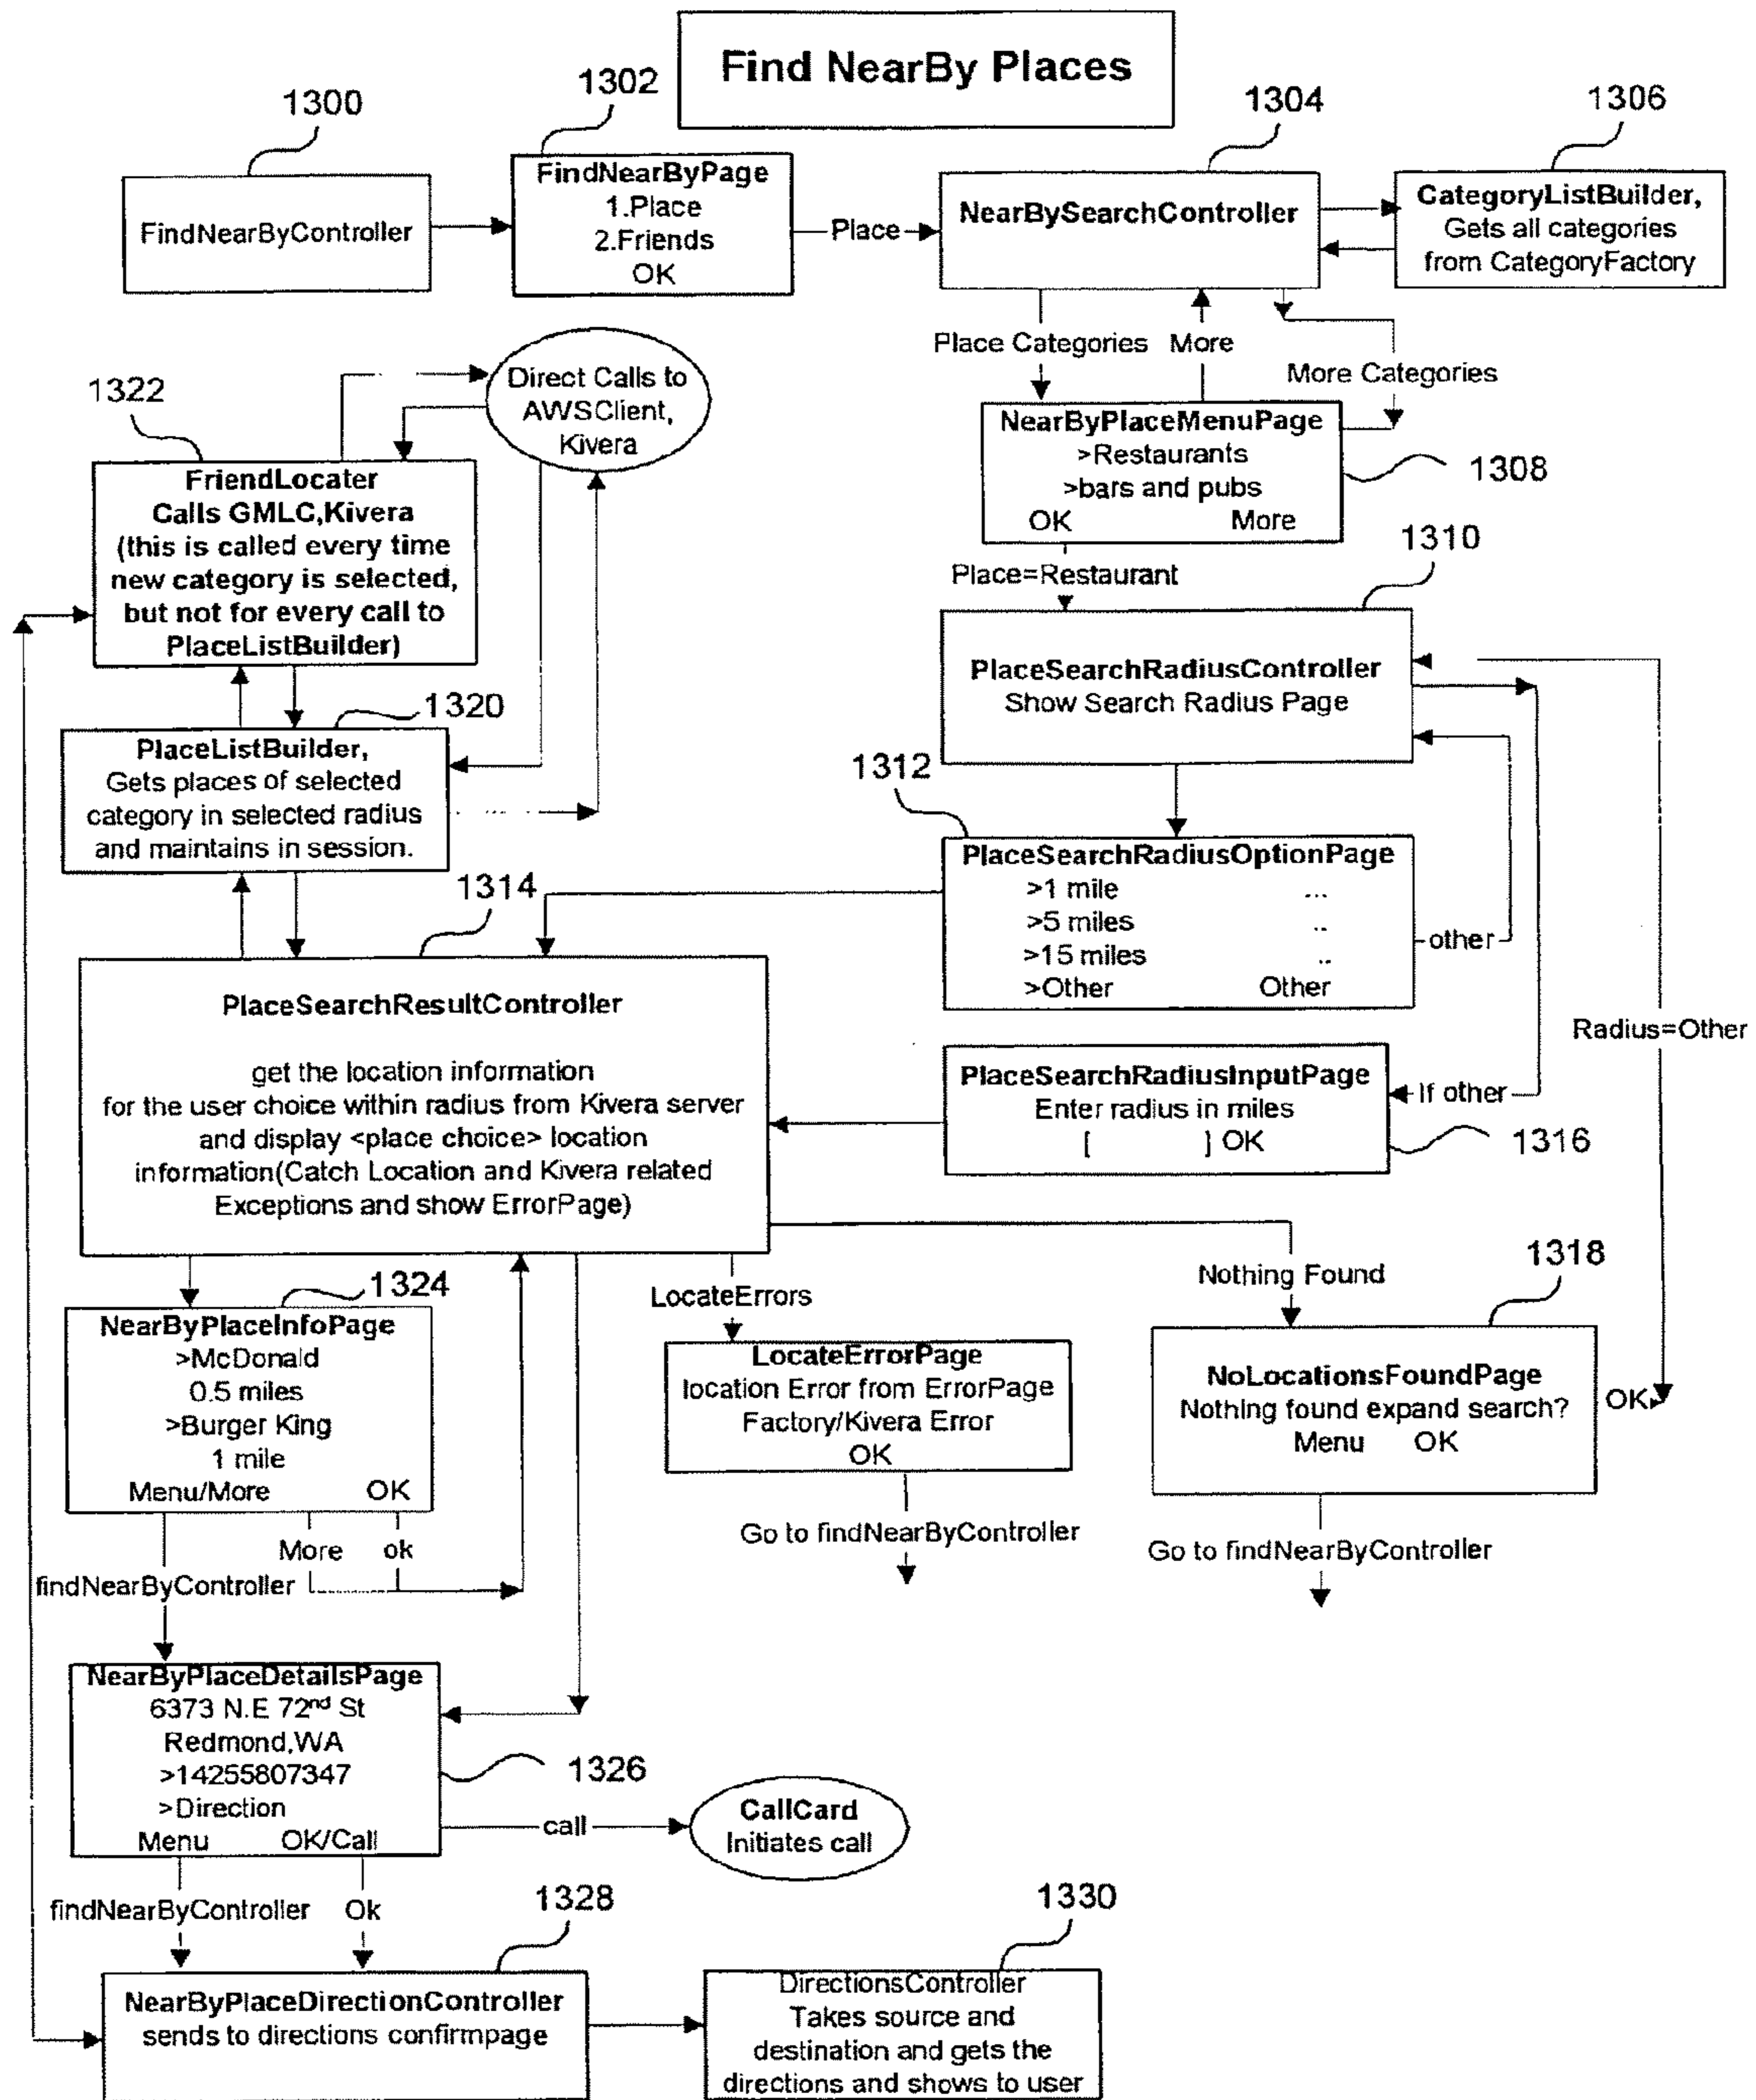 Find NearBy Places
1300
1302
1304
1306
FindNearByController
FindNearByPage
1.Place
2.Friends
OK
Place
NearBySearchController
CategoryListBuilder,
Gets all categories
from CategoryFactory
Place Categories
More
More Categories
1322
Direct Calls to
AWSClient,
Kivera
NearByPlaceMenuPage
>Restaurants
>bars and pubs
OK More
1308
FriendLocater
Calls GMLC,Kivera
(this is called every time
new category is selected,
but not for every call to
PlaceListBuilder)
Place=Restaurant
1310
PlaceSearchRadiusController
Show Search Radius Page
1320
PlaceListBuilder,
Gets places of selected
category in selected radius
and maintains in session.
1312
PlaceSearchRadiusOptionPage
>1 mile ...
>5 miles ..
>15 miles ..
>Other Other
other
1314
PlaceSearchResultController
get the location information
for the user choice within radius from Kivera server
and display <place choice> location
information(Catch Location and Kivera related
Exceptions and show ErrorPage)
Radius=Other
PlaceSearchRadiusInputPage
Enter radius in miles
[ ] OK
If other
1316
1324
NearByPlaceInfoPage
>McDonald
0.5 miles
>Burger King
1 mile
Menu/More OK
LocateErrors
LocateErrorPage
location Error from ErrorPage
Factory/Kivera Error
OK
Nothing Found
1318
NoLocationsFoundPage
Nothing found expand search?
Menu OK
OK
More
ok
findNearByController
Go to findNearByController
Go to findNearByController
NearByPlaceDetailsPage
6373 N.E 72nd St
Redmond,WA
>14255807347
>Direction
Menu OK/Call
1326
call
CallCard
Initiates call
findNearByController
Ok
1328
1330
NearByPlaceDirectionController
sends to directions confirmpage
DirectionsController
Takes source and
destination and gets the
directions and shows to user